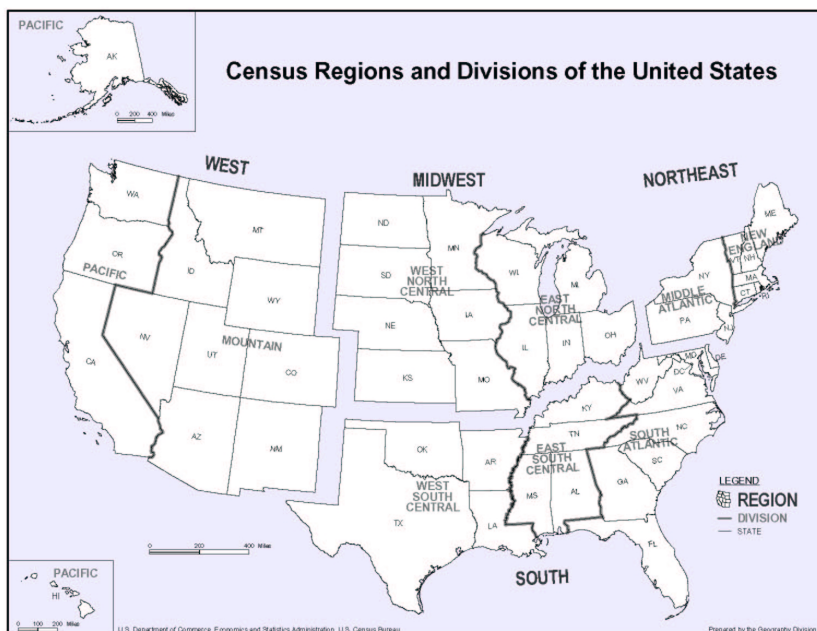 PACIFIC
AK
0 200 400 Miles
Census Regions and Divisions of the United States
WEST
MIDWEST
NORTHEAST
WA
MT
ND
MN
ME
OR
ID
SD
WI
MI
NEW
ENGLAND
VT NH
NY
MA
CT RI
PACIFIC
WY
WEST
NORTH
CENTRAL
EAST
NORTH
CENTRAL
MIDDLE
ATLANTIC
PA
NJ
NV
UT
MOUNTAIN
CO
NE
IA
IL
IN
OH
CA
KS
MO
WV
MD
DE
DC
VA
KY
AZ
NM
OK
AR
TN
NC
EAST
SOUTH
CENTRAL
SOUTH
ATLANTIC
SC
WEST
SOUTH
CENTRAL
TX
LA
MS
AL
GA
FL
LEGEND
REGION
DIVISION
STATE
0 200 400 Miles
SOUTH
PACIFIC
HI
0 100 200 Miles
U.S. Department of Commerce Economics and Statistics Administration U.S. Census Bureau
Prepared by the Geography Division